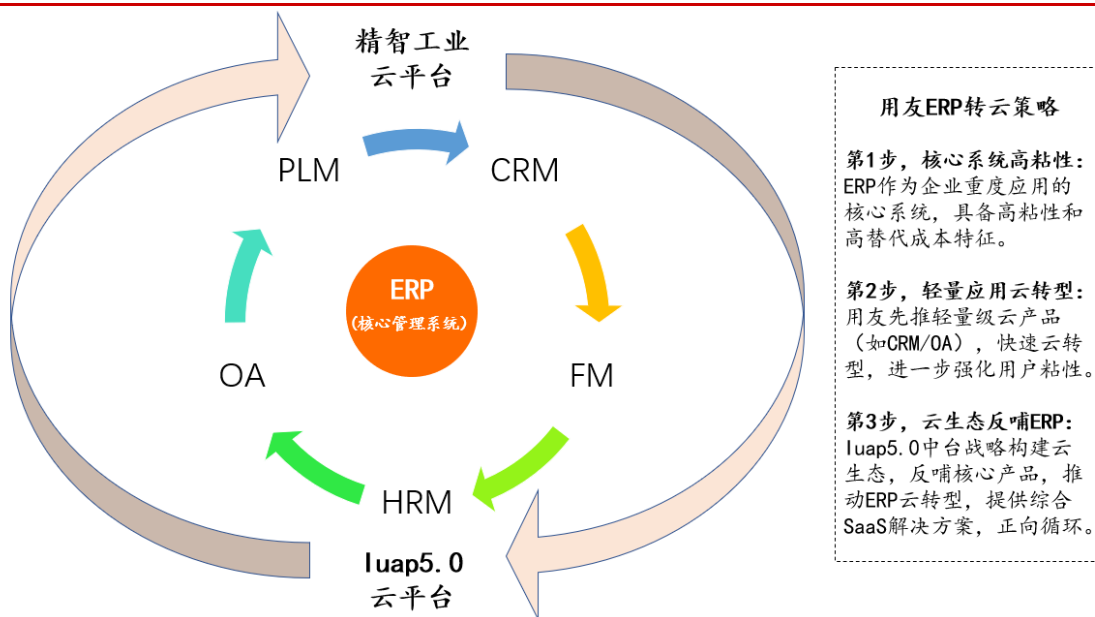 精智工业
云平台
PLM
CRM
ERP
(核心管理系统)
OA
FM
HRM
Iuap5.0
云平台
用友ERP转云策略
第1步，核心系统高粘性：
ERP作为企业重度应用的
核心系统，具备高粘性和
高替代成本特征。
第2步，轻量应用云转型：
用友先推轻量级云产品
（如CRM/OA），快速云转
型，进一步强化用户粘性。
第3步，云生态反哺ERP：
Iuap5.0中台战略构建云
生态，反哺核心产品，推
动ERP云转型，提供综合
SaaS解决方案，正向循环。